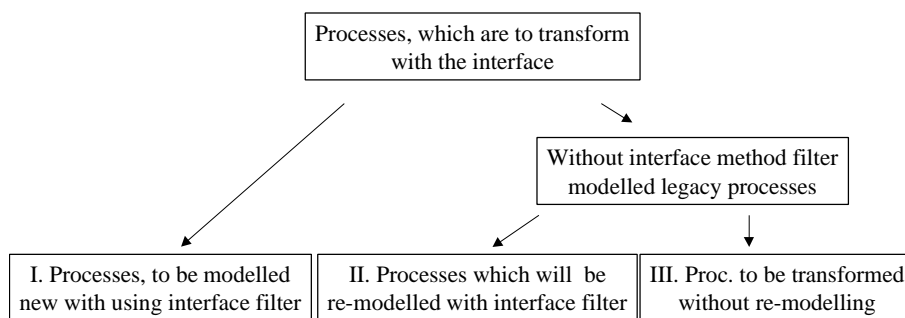 Processes, which are to transform
with the interface
Without interface method filter
modelled legacy processes
I. Processes, to be modelled
new with using interface filter
II. Processes which will be
re-modelled with interface filter
III. Proc. to be transformed
without re-modelling